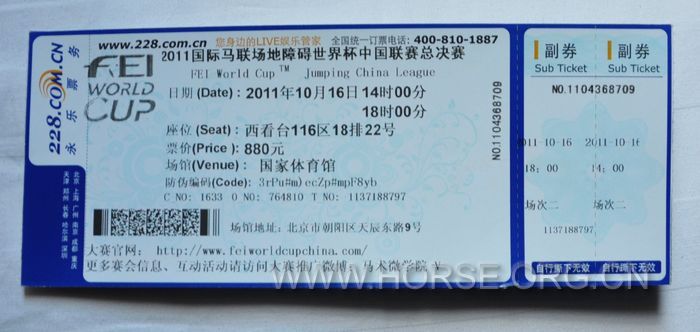 www.228.com.cn 您身边的LIVE娱乐管家 全国统一订票电话:400-810-1887
228.COM.CN
永乐票务
北京 上海 广州 南京 成都 重庆
天津 郑州 长春 哈尔滨 深圳
FEI WORLD CUP
2011国际马联场地障碍世界杯中国联赛总决赛
FEI World Cup™ Jumping China League
日期(Date): 2011年10月16日14时00分
18时00分
座位(Seat): 西看台116区18排22号
票价(Price): 880元
场馆(Venue): 国家体育馆
防伪编码(Code): 3rPu#m)ecZp#mpF8yb
C NO: 1633 O NO: 764810 T NO: 1137188797
场馆地址: 北京市朝阳区天辰东路9号
大赛官网: http://www.feiworldcupchina.com/
更多赛会信息、互动活动请访问大赛推广微博: 马术微学院
NO.1104368709
副券
Sub Ticket
副券
Sub Ticket
NO.1104368709
2011-10-16 2011-10-16
18: 00 14: 00
场次二 场次二
1137188797
自行撕下无效 自行撕下无效
WWW.HORSE.ORG.CN